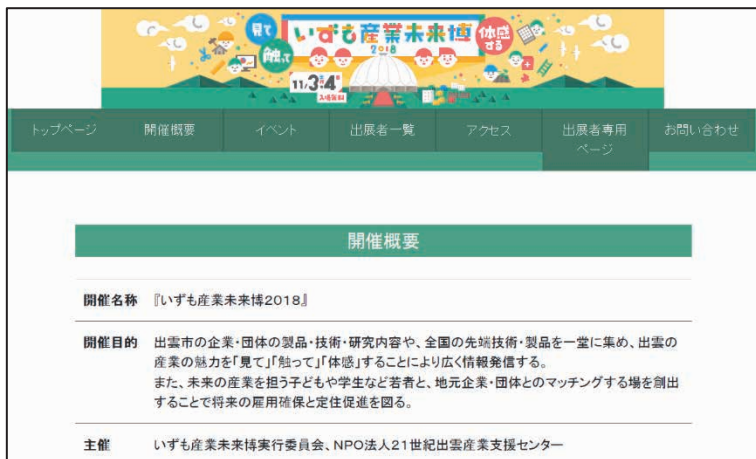 見て
触って
いずも産業未来博
2018
体感する
11/3土・4日
入場無料
トップページ
開催概要
イベント
出展者一覧
アクセス
出展者専用
ページ
お問い合わせ
開催概要
開催名称 『いずも産業未来博2018』
開催目的 出雲市の企業・団体の製品・技術・研究内容や、全国の先端技術・製品を一堂に集め、出雲の
産業の魅力を「見て」「触って」「体感」することにより広く情報発信する。
また、未来の産業を担う子どもや学生など若者と、地元企業・団体とのマッチングする場を創出
することで将来の雇用確保と定住促進を図る。
主催 いずも産業未来博実行委員会、NPO法人21世紀出雲産業支援センター